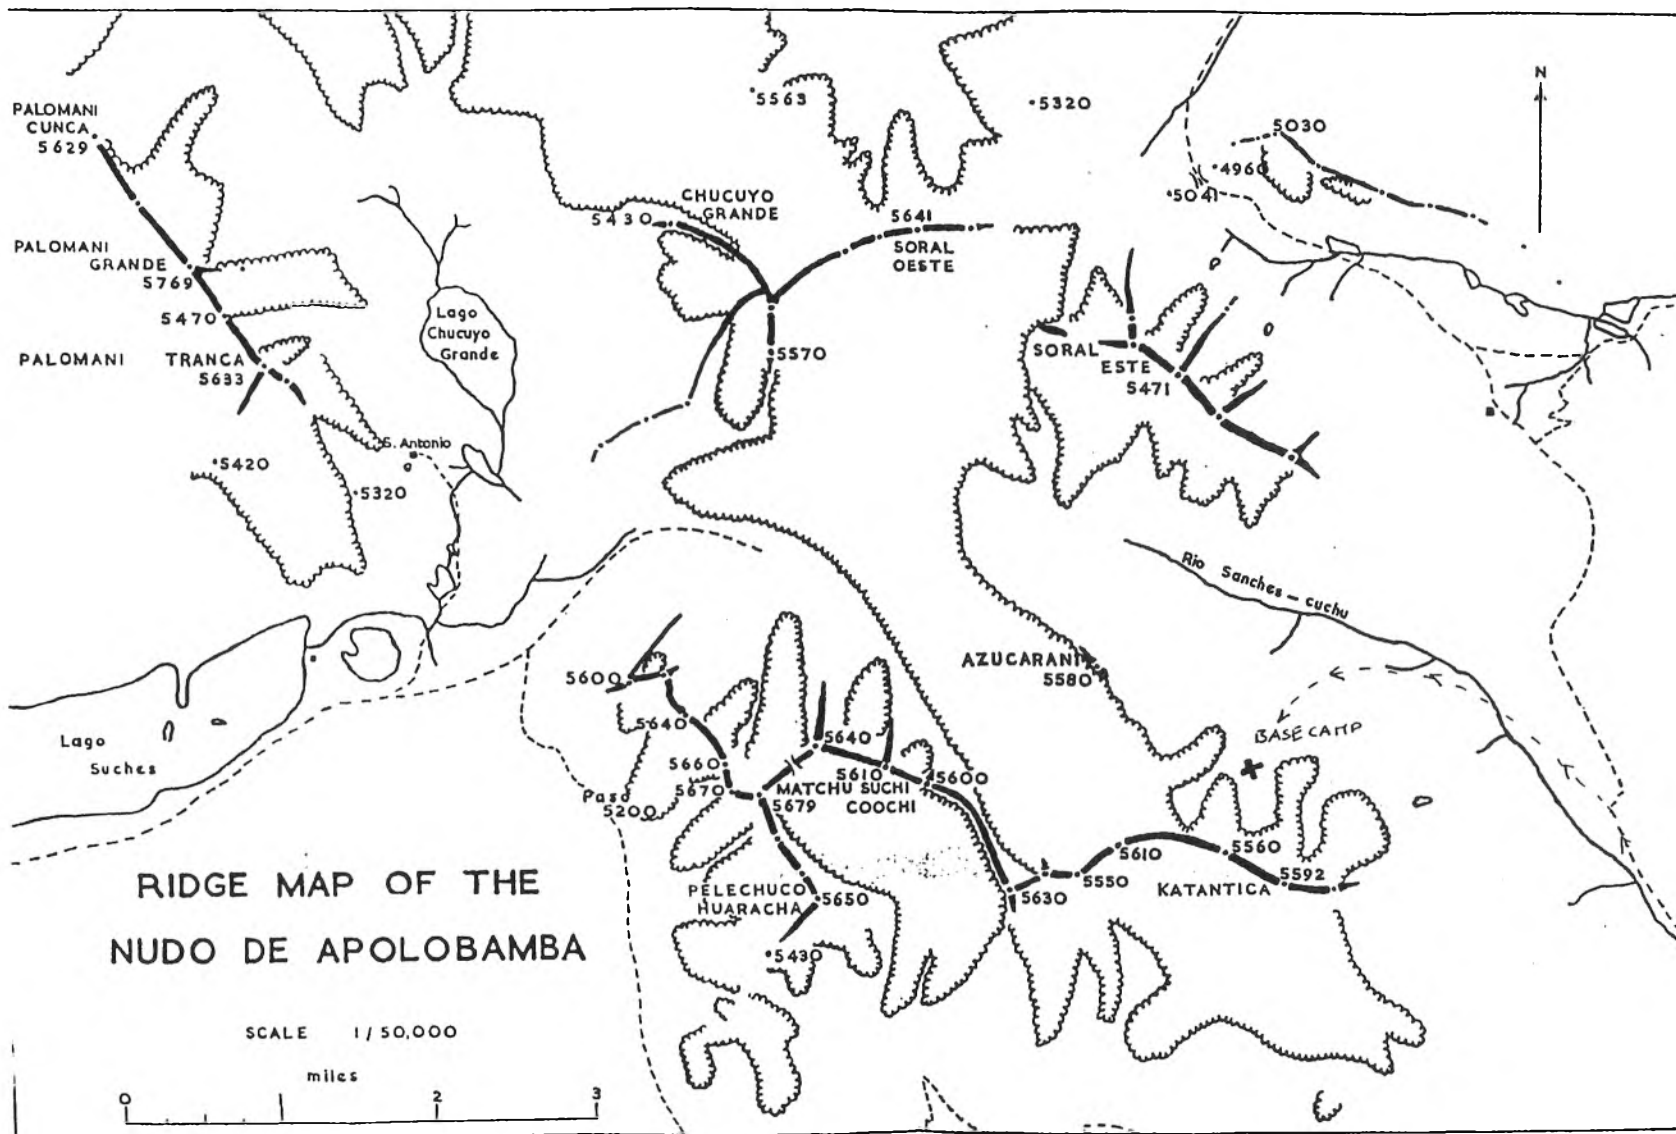 N
PALOMANI
CUNCA
5629
5563
5320
5030
4960
5041
CHUCUYO
GRANDE
5430
5641
SORAL
OESTE
PALOMANI
GRANDE
5769
5470
Lago
Chucuyo
Grande
PALOMANI TRANCA
5633
5570
SORAL
ESTE
5471
S. Antonio
5420
5320
Rio Sanches - cuchu
AZUCARANI
5580
5600
5640
5640
BASE CAMP
Lago
Suches
5660
5610
5600
5670
MATCHU SUCHI
COOCHI
5679
Paso
5200
5610
5560
5592
5550
KATANTICA
5630
PELECHUCO
HUARACHA
5650
5430
RIDGE MAP OF THE
NUDO DE APOLOBAMBA
SCALE 1/50,000
miles
0 1 2 3